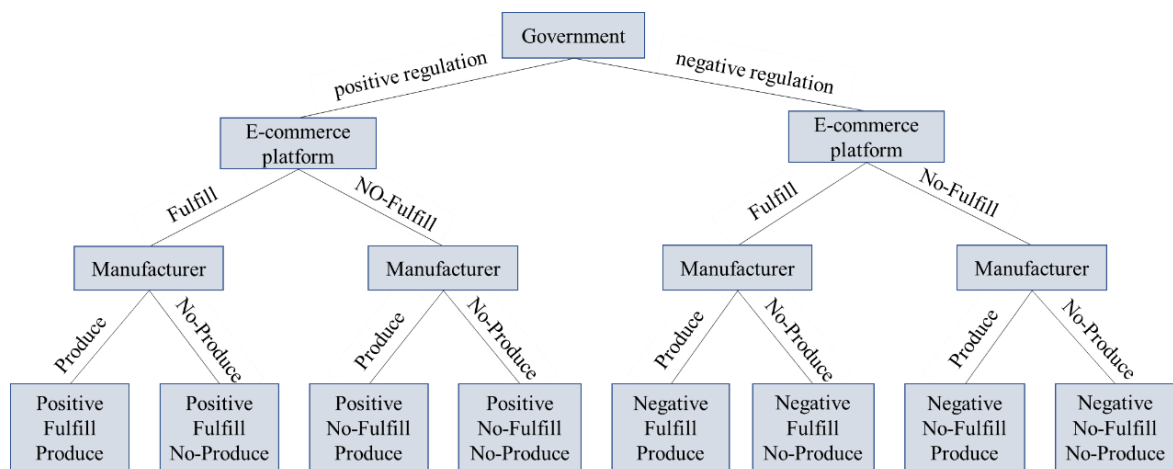 Government
positive regulation
negative regulation
E-commerce
platform
E-commerce
platform
Fulfill
NO-Fulfill
Fulfill
No-Fulfill
Manufacturer
Manufacturer
Manufacturer
Manufacturer
Produce
No-Produce
Produce
No-Produce
Produce
No-Produce
Produce
No-Produce
Positive
Fulfill
Produce
Positive
Fulfill
No-Produce
Positive
No-Fulfill
Produce
Positive
No-Fulfill
No-Produce
Negative
Fulfill
Produce
Negative
Fulfill
No-Produce
Negative
No-Fulfill
Produce
Negative
No-Fulfill
No-Produce